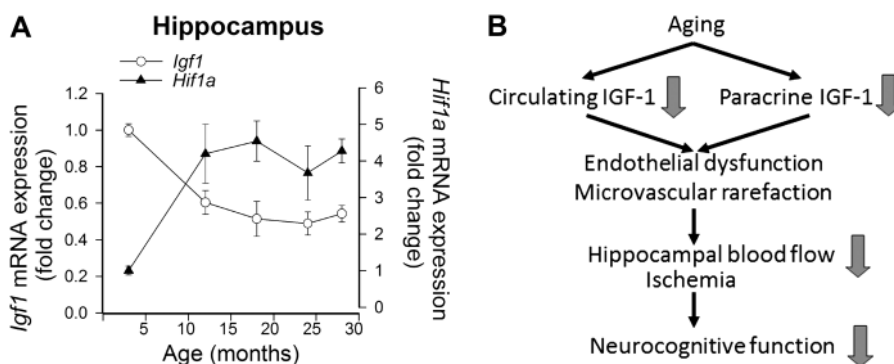 A
Hippocampus
Igf1
Hif1a
Igf1 mRNA expression
(fold change)
1.2
1.0
0.8
0.6
0.4
0.2
0.0
6
5
4
3
2
1
0
Hif1a mRNA expression
(fold change)
5 10 15 20 25 30
Age (months)
B
Aging
Circulating IGF-1
Paracrine IGF-1
Endothelial dysfunction
Microvascular rarefaction
Hippocampal blood flow
Ischemia
Neurocognitive function